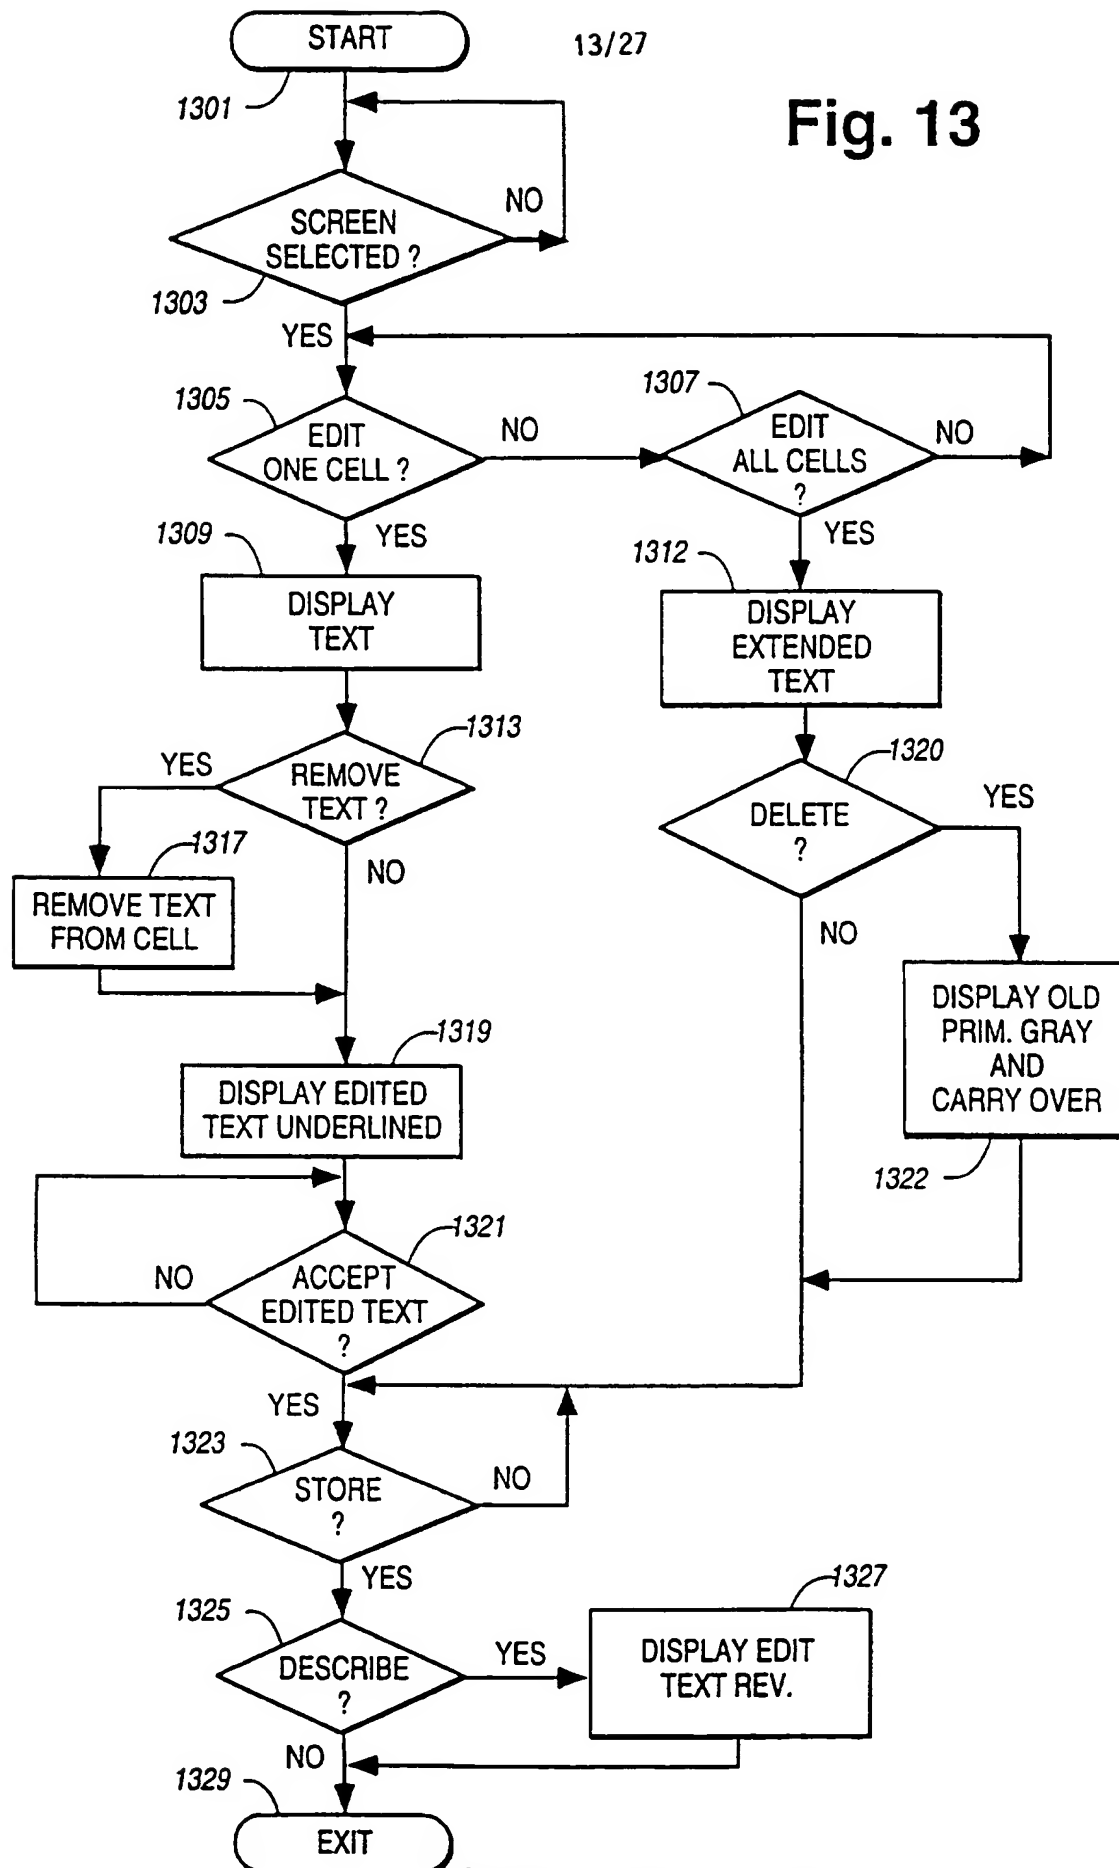 START
13/27
1301
Fig. 13
NO
SCREEN
SELECTED ?
1303
YES
1305
EDIT
ONE CELL ?
NO
1307
EDIT
ALL CELLS
?
NO
YES
1309
DISPLAY
TEXT
YES
1312
DISPLAY
EXTENDED
TEXT
1313
YES
REMOVE
TEXT ?
NO
1317
REMOVE TEXT
FROM CELL
1320
DELETE
?
YES
NO
DISPLAY OLD
PRIM. GRAY
AND
CARRY OVER
1322
1319
DISPLAY EDITED
TEXT UNDERLINED
1321
NO
ACCEPT
EDITED TEXT
?
YES
1323
STORE
?
NO
YES
1325
DESCRIBE
?
YES
1327
DISPLAY EDIT
TEXT REV.
NO
1329
EXIT